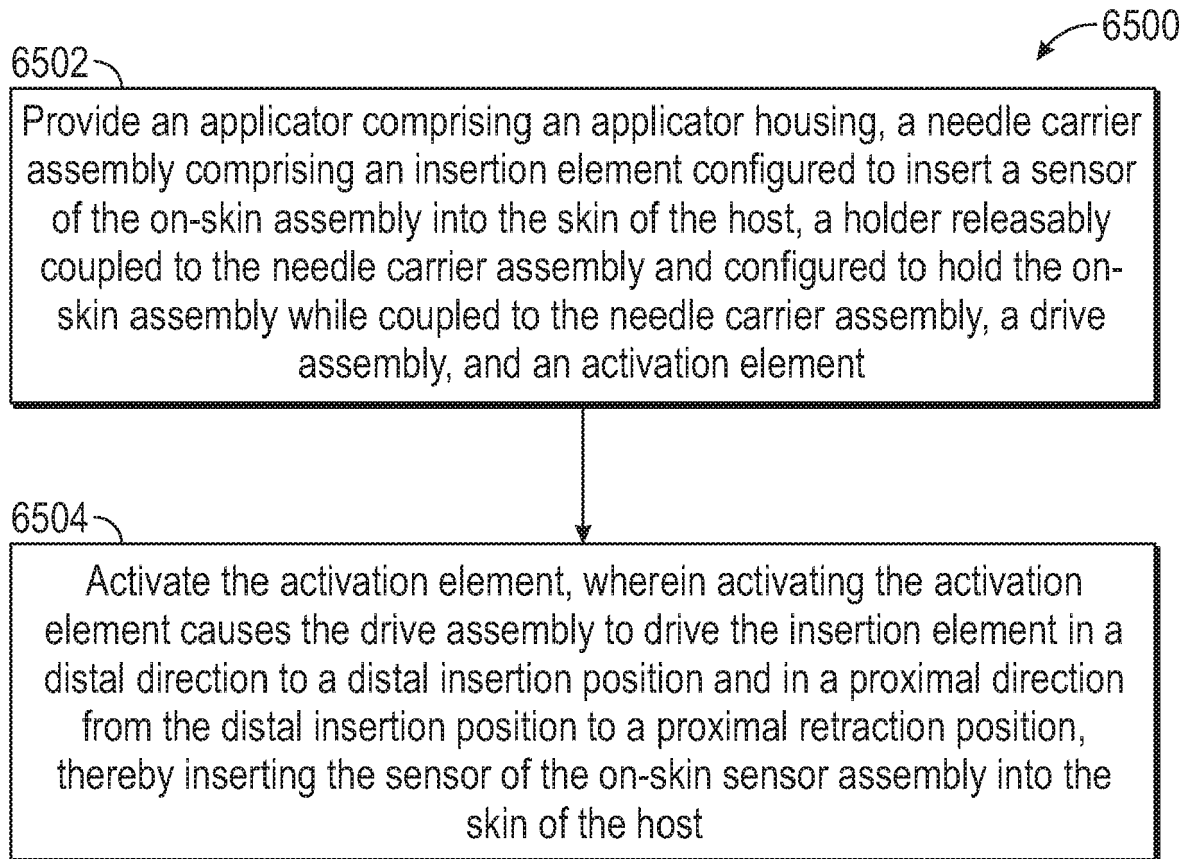 6500
6502
Provide an applicator comprising an applicator housing, a needle carrier
assembly comprising an insertion element configured to insert a sensor
of the on-skin assembly into the skin of the host, a holder releasably
coupled to the needle carrier assembly and configured to hold the on-
skin assembly while coupled to the needle carrier assembly, a drive
assembly, and an activation element
6504
Activate the activation element, wherein activating the activation
element causes the drive assembly to drive the insertion element in a
distal direction to a distal insertion position and in a proximal direction
from the distal insertion position to a proximal retraction position,
thereby inserting the sensor of the on-skin sensor assembly into the
skin of the host